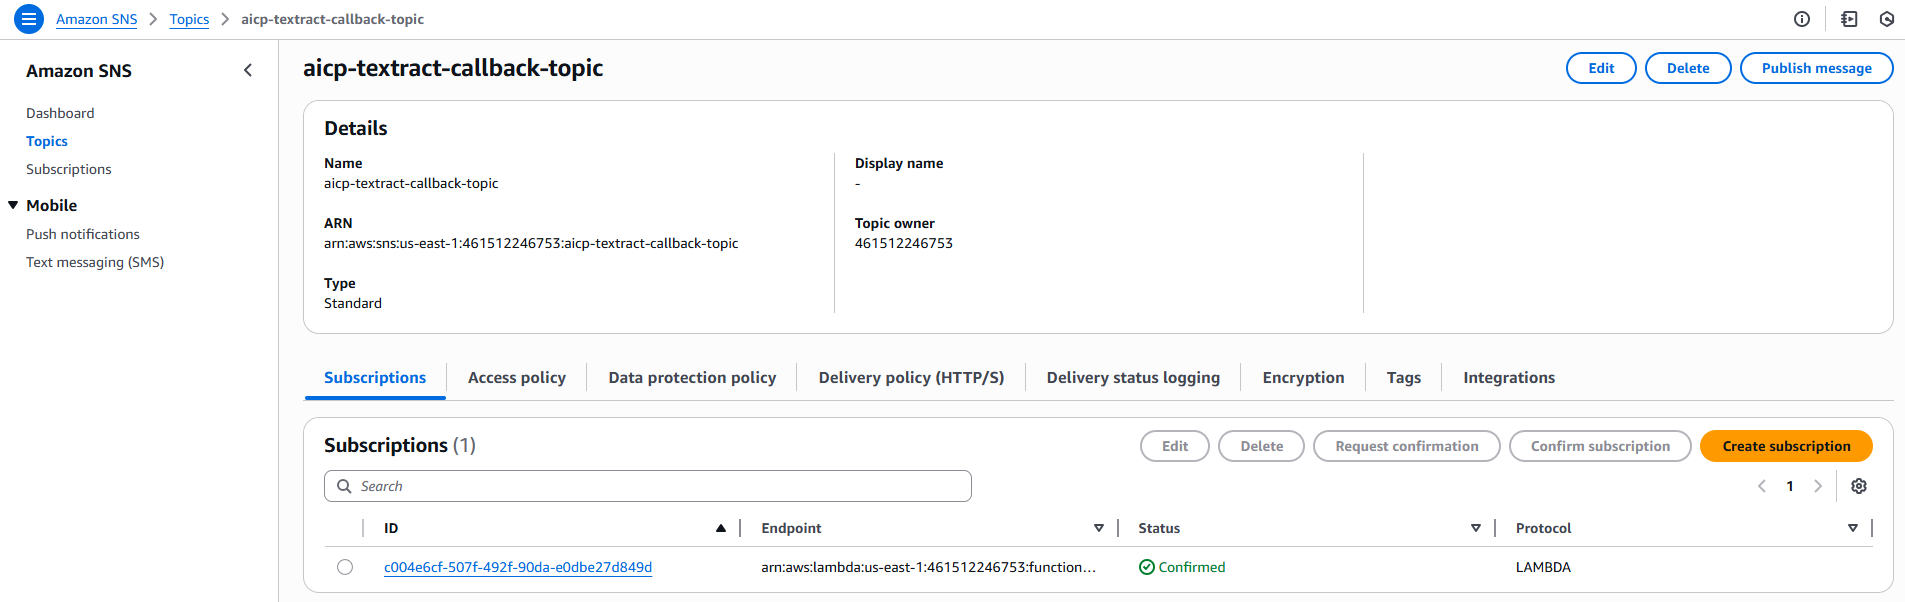 Amazon SNS > Topics > aicp-textract-callback-topic
Amazon SNS
Dashboard
Topics
Subscriptions
Mobile
Push notifications
Text messaging (SMS)
aicp-textract-callback-topic
Edit Delete Publish message
Details
Name
aicp-textract-callback-topic
ARN
arn:aws:sns:us-east-1:461512246753:aicp-textract-callback-topic
Type
Standard
Display name
-
Topic owner
461512246753
Subscriptions Access policy Data protection policy Delivery policy (HTTP/S) Delivery status logging Encryption Tags Integrations
Subscriptions (1)
Edit Delete Request confirmation Confirm subscription Create subscription
Search
1
ID Endpoint Status Protocol
c004e6cf-507f-492f-90da-e0dbe27d849d arn:aws:lambda:us-east-1:461512246753:function... Confirmed LAMBDA